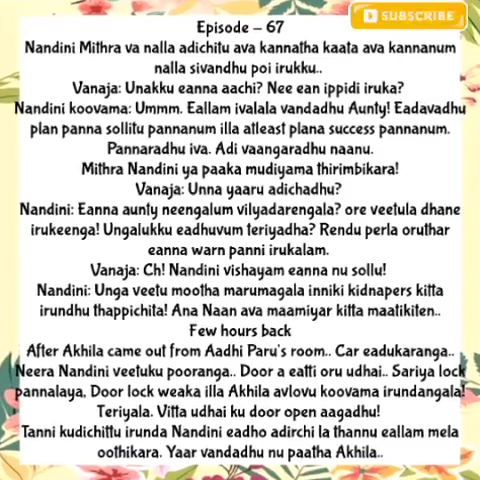 Episode - 67
SUBSCRIBE
Nandini Mithra va nalla adichitu ava kannatha kaata ava kannanum
nalla sivandhu poi irukku..
Vanaja: Unakku eanna aachi? Nee ean ippidi iruka?
Nandini koovama: Ummm. Eallam ivalala vandadhu Aunty! Eadavadhu
plan panna sollitu pannanum illa atleast plana success pannanum.
Pannaradhu iva. Adi vaangaradhu naanu.
Mithra Nandini ya paaka mudiyama thirimbikara!
Vanaja: Unna yaaru adichadhu?
Nandini: Eanna aunty neengalum vilyadarengala? ore veetula dhane
irukeenga! Ungalukku eadhuvum teriyadha? Rendu perla oruthar
eanna warn panni irukalam.
Vanaja: Ch! Nandini vishayam eanna nu sollu!
Nandini: Unga veetu mootha marumagala inniki kidnapers kitta
irundhu thappichita! Ana Naan ava maamiyar kitta maatikiten..
Few hours back
After Akhila came out from Aadhi Paru's room.. Car eadukaranga..
Neera Nandini veetuku pooranga.. Door a eatti oru udhai.. Sariya lock
pannalaya, Door lock weaka illa Akhila avlovu koovama irundangala!
Teriyala. Vitta udhai ku door open aagadhu!
Tanni kudichittu irunda Nandini eadho adirchi la thannu eallam mela
oothikara. Yaar vandadhu nu paatha Akhila..